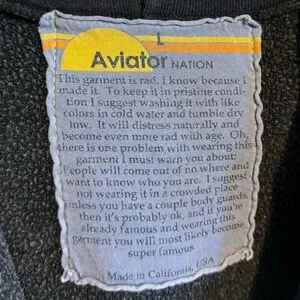 L
Aviator NATION
This garment is rad. I know because I
made it. To keep it in pristine condi-
tion I suggest washing it with like
colors in cold water and tumble dry
low. It will distress naturally and
become even more rad with age. Oh,
there is one problem with wearing this
garment I must warn you about:
People will come out of no where and
want to know who you are. I suggest
not wearing it in a crowded place
unless you have a couple body guards,
then it's probably ok, and if you're
already famous and wearing this
garment you will most likely become
super famous.
Made in California, USA